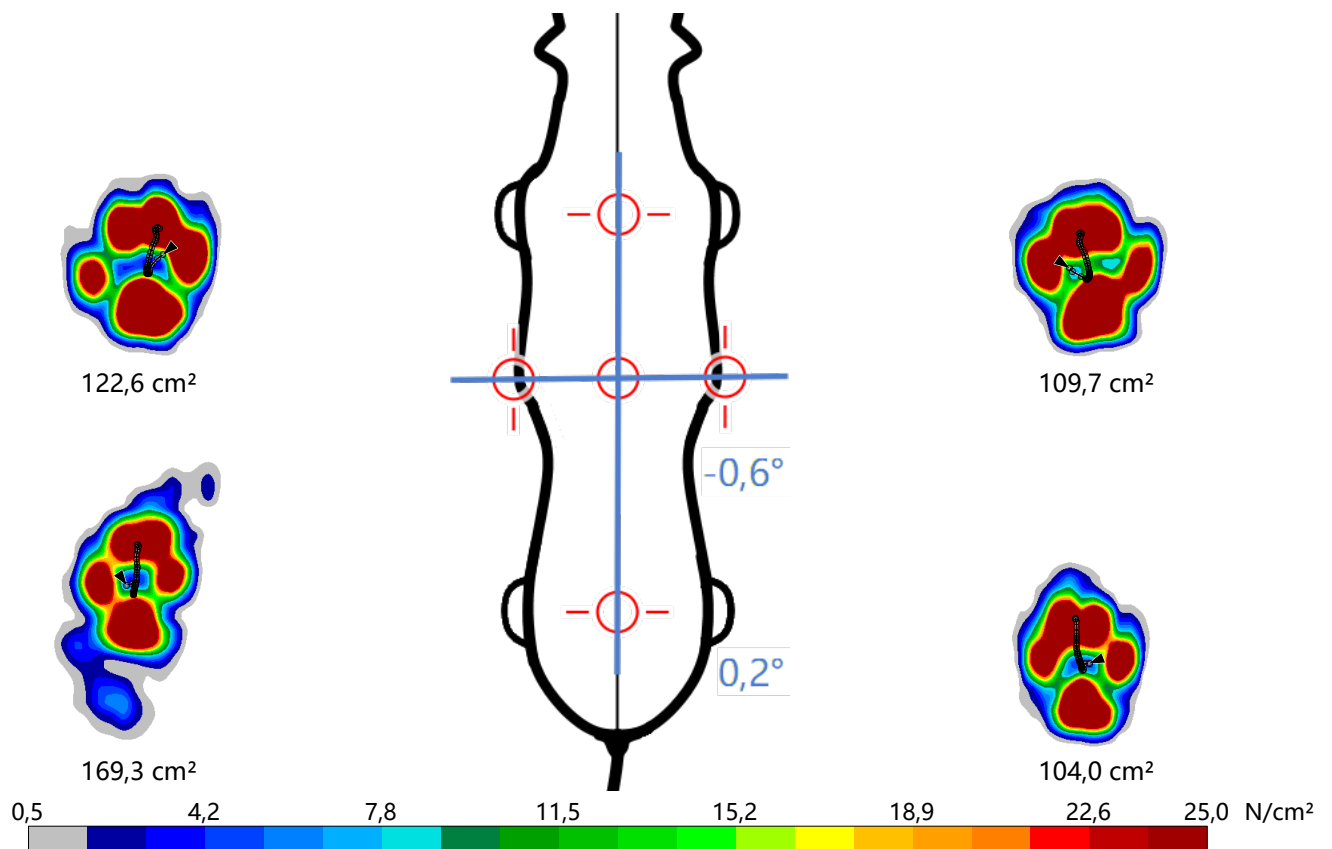 122,6 cm²
109,7 cm²
-0,6°
0,2°
169,3 cm²
104,0 cm²
0,5 4,2 7,8 11,5 15,2 18,9 22,6 25,0 N/cm²